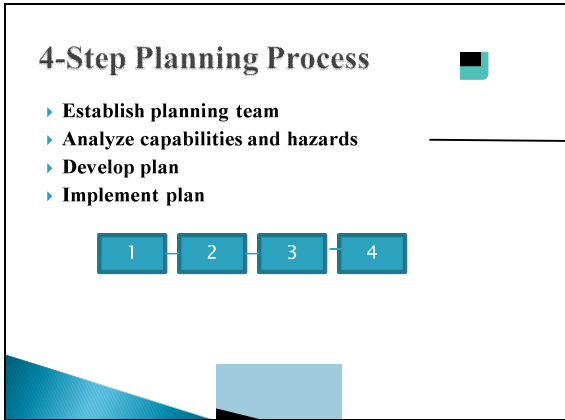 4-Step Planning Process
Establish planning team
Analyze capabilities and hazards
Develop plan
Implement plan
1 2 3 4